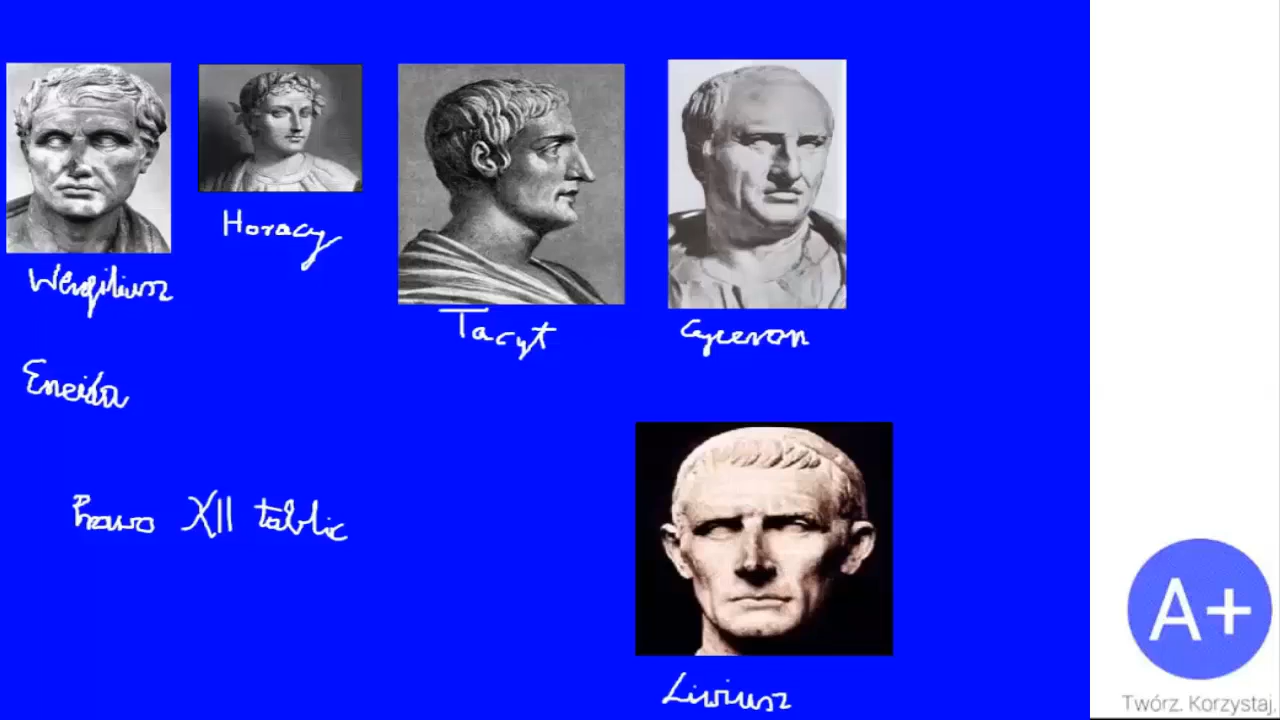 Horacy
Wergiliusz
Tacyt
Cyceron
Eneida
Prawo XII tablic
Liwiusz
A+
Twórz. Korzystaj.